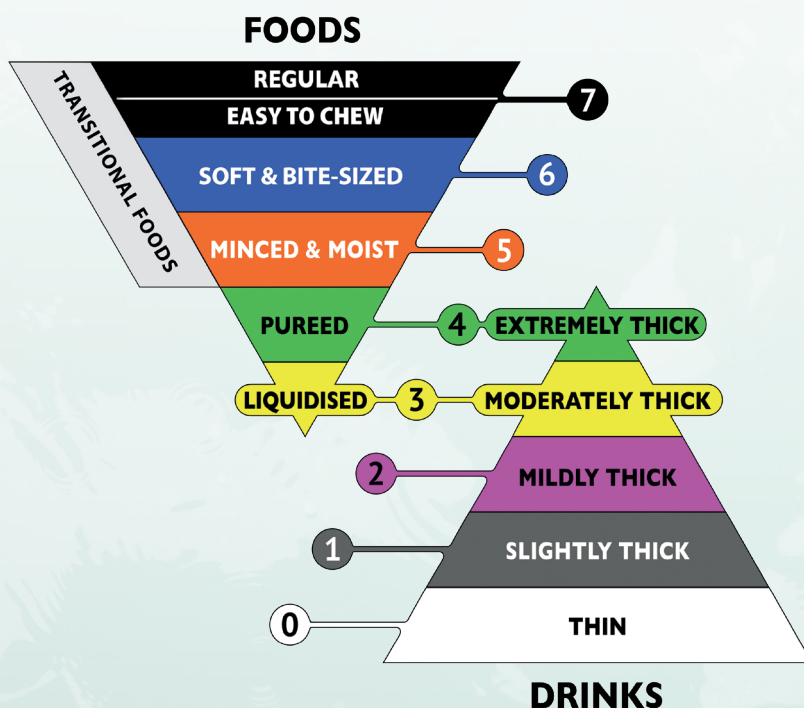 FOODS
TRANSITIONAL FOODS
REGULAR
EASY TO CHEW
7
SOFT & BITE-SIZED
6
MINCED & MOIST
5
PUREED
4
EXTREMELY THICK
LIQUIDISED
3
MODERATELY THICK
2
MILDLY THICK
1
SLIGHTLY THICK
0
THIN
DRINKS